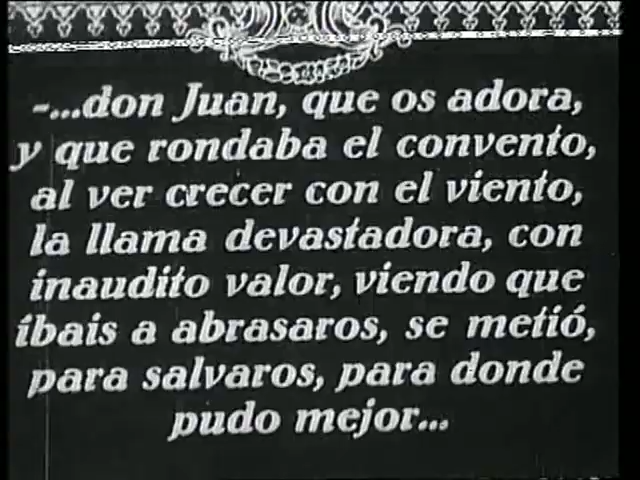 -...don Juan, que os adora,
y que rondaba el convento,
al ver crecer con el viento,
la llama devastadora, con
inaudito valor, viendo que
íbais a abrasaros, se metió,
para salvaros, para donde
pudo mejor...